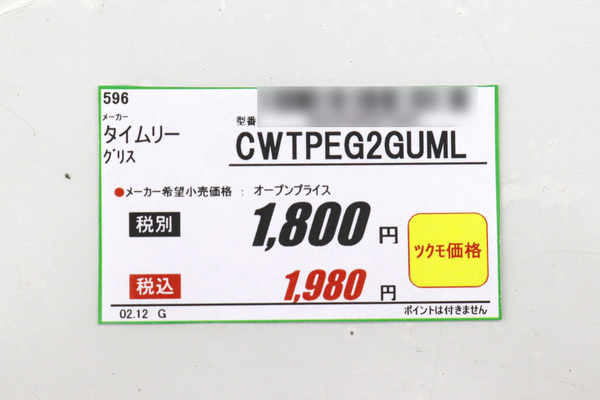 596
メーカー
タイムリー
グリス
型番
CWTPEG2GUML
●メーカー希望小売価格 : オープンプライス
税別 1,800 円
ツクモ価格
税込 1,980 円
02.12 G
ポイントは付きません